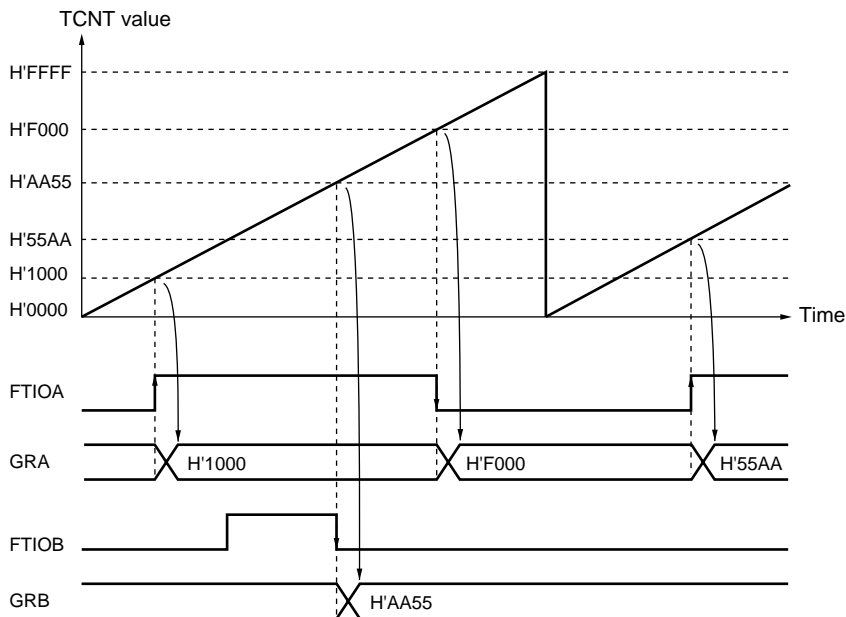 TCNT value
H'FFFF
H'F000
H'AA55
H'55AA
H'1000
H'0000
Time
FTIOA
GRA
H'1000
H'F000
H'55AA
FTIOB
GRB
H'AA55